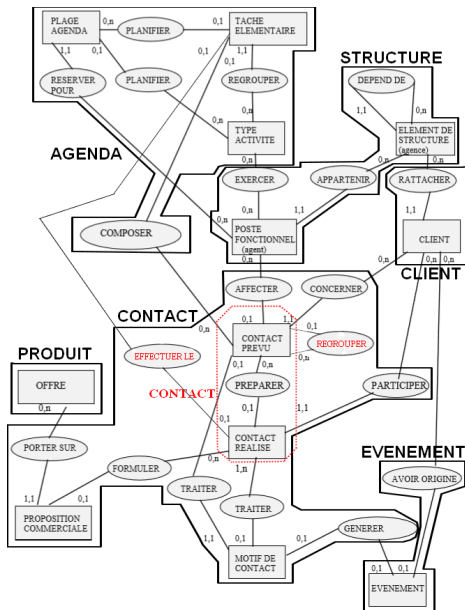 PLAGE
AGENDA
0,n
PLANIFIER
0,1
TACHE
ELEMENTAIRE
1,1
0,1
0,1
1,1
0,1
RESERVER
POUR
PLANIFIER
REGROUPER
STRUCTURE
DEPEND DE
1,1
0,n
0,n
0,n
TYPE
ACTIVITE
ELEMENT DE
STRUCTURE
(agence)
AGENDA
0,n
0,n
0,n
EXERCER
APPARTENIR
RATTACHER
0,n
0,n
1,1
1,1
COMPOSER
POSTE
FONCTIONNEL
(agent)
CLIENT
0,n
0,n
0,n
0,n
CLIENT
AFFECTER
CONCERNER
CONTACT
0,n
0,1
1,1
CONTACT
PREVU
0,1
REGROUPER
0,n
EFFECTUER LE
PRODUIT
0,1
0,n
OFFRE
CONTACT
PREPARER
PARTICIPER
0,n
0,1
0,1
1,1
CONTACT
REALISE
EVENEMENT
PORTER SUR
FORMULER
0,n
1,n
AVOIR ORIGINE
TRAITER
TRAITER
1,1
0,1
PROPOSITION
COMMERCIALE
GENERER
1,1
0,1
0,1
MOTIF DE
CONTACT
0,1
0,1
EVENEMENT